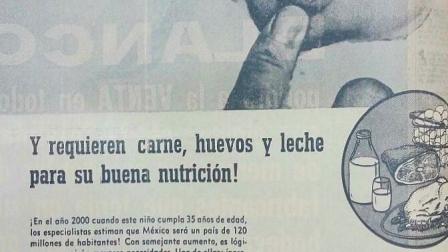 LANCO
a la VENTA en todo
Y requieren carne, huevos y leche
para su buena nutrición!
¡En el año 2000 cuando este niño cumpla 35 años de edad,
los especialistas estiman que México será un país de 120
millones de habitantes! Con semejante aumento, es lógi-